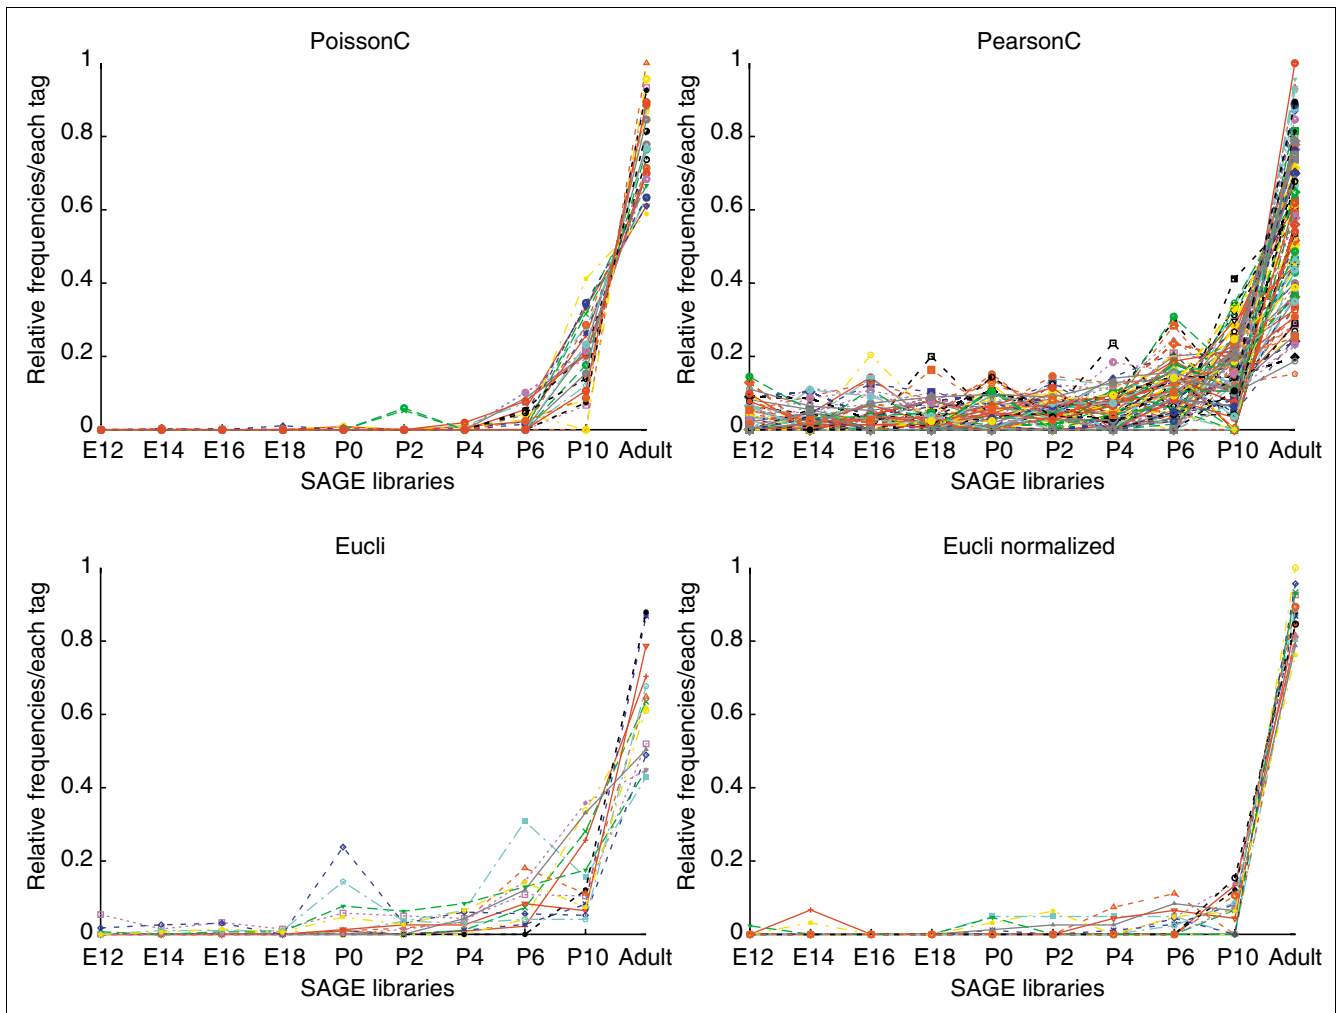 PoissonC
1
0.8
0.6
0.4
0.2
0
Relative frequencies/each tag
E12 E14 E16 E18 P0 P2 P4 P6 P10 Adult
SAGE libraries
PearsonC
1
0.8
0.6
0.4
0.2
0
Relative frequencies/each tag
E12 E14 E16 E18 P0 P2 P4 P6 P10 Adult
SAGE libraries
Eucli
1
0.8
0.6
0.4
0.2
0
Relative frequencies/each tag
E12 E14 E16 E18 P0 P2 P4 P6 P10 Adult
SAGE libraries
Eucli normalized
1
0.8
0.6
0.4
0.2
0
Relative frequencies/each tag
E12 E14 E16 E18 P0 P2 P4 P6 P10 Adult
SAGE libraries